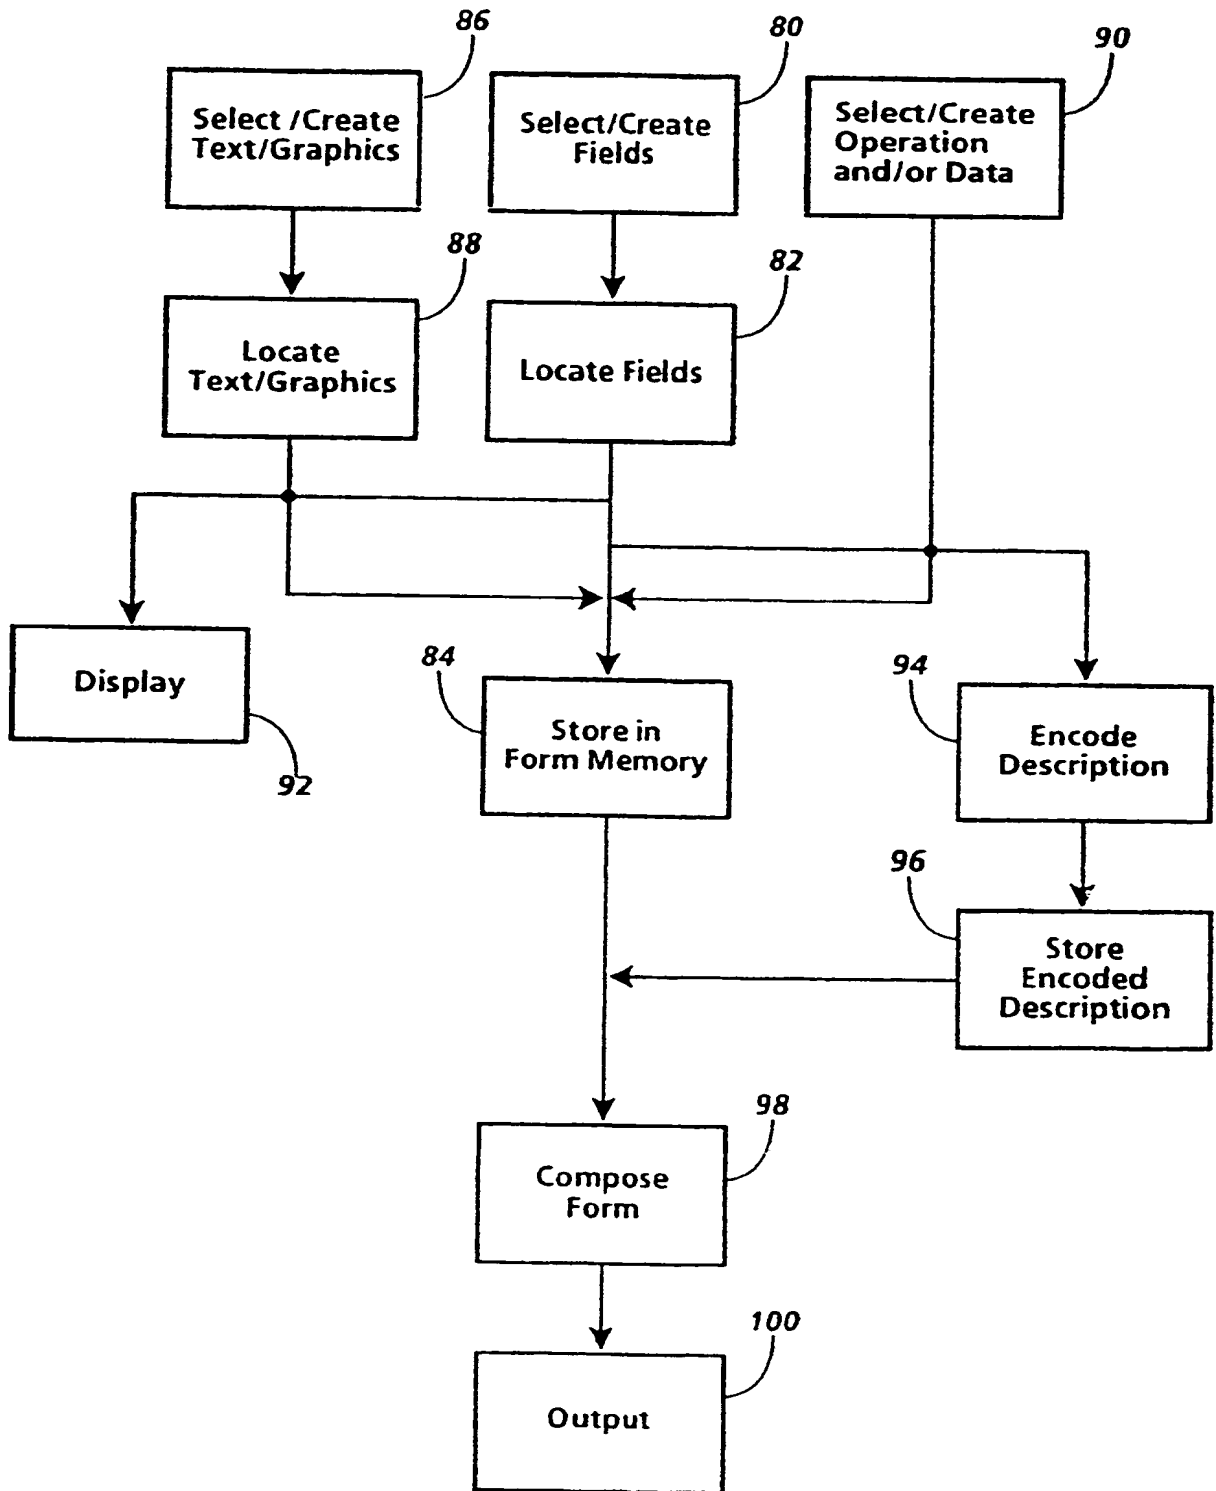 86
80
90
Select /Create
Text/Graphics
Select/Create
Fields
Select/Create
Operation
and/or Data
88
82
Locate
Text/Graphics
Locate Fields
Display
92
84
Store in
Form Memory
94
Encode
Description
96
Store
Encoded
Description
98
Compose
Form
100
Output